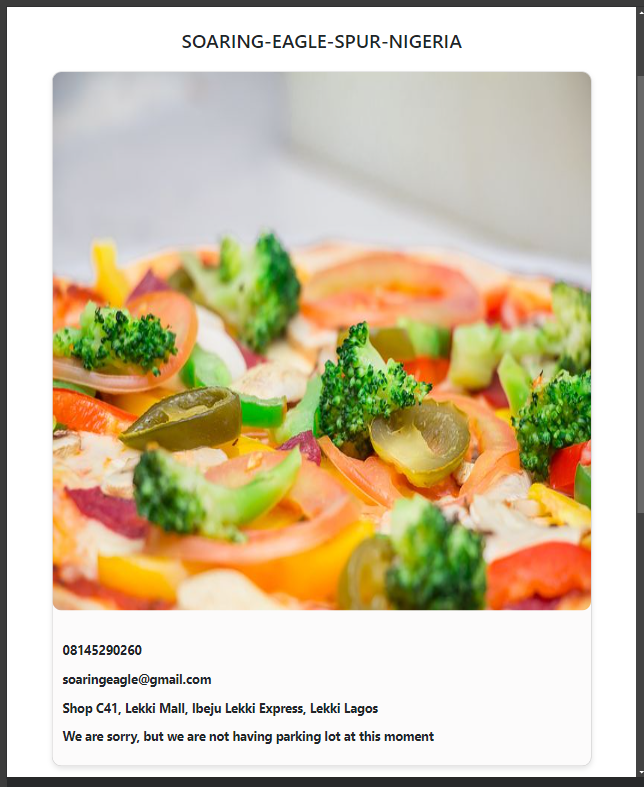 SOARING-EAGLE-SPUR-NIGERIA
08145290260
soaringeagle@gmail.com
Shop C41, Lekki Mall, Ibeju Lekki Express, Lekki Lagos
We are sorry, but we are not having parking lot at this moment